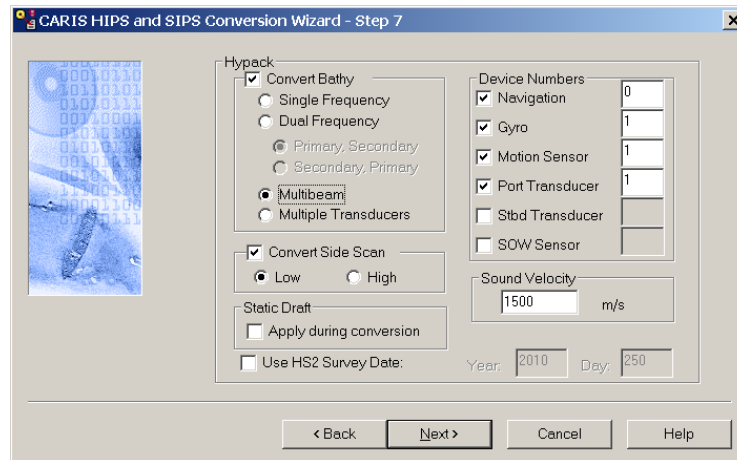 CARIS HIPS and SIPS Conversion Wizard - Step 7
Hypack
Convert Bathy
Single Frequency
Dual Frequency
Primary, Secondary
Secondary, Primary
Multibeam
Multiple Transducers
Convert Side Scan
Low High
Static Draft
Apply during conversion
Use HS2 Survey Date:
Device Numbers
Navigation 0
Gyro 1
Motion Sensor 1
Port Transducer 1
Stbd Transducer
SOW Sensor
Sound Velocity
1500 m/s
Year: 2010 Day: 250
< Back Next > Cancel Help